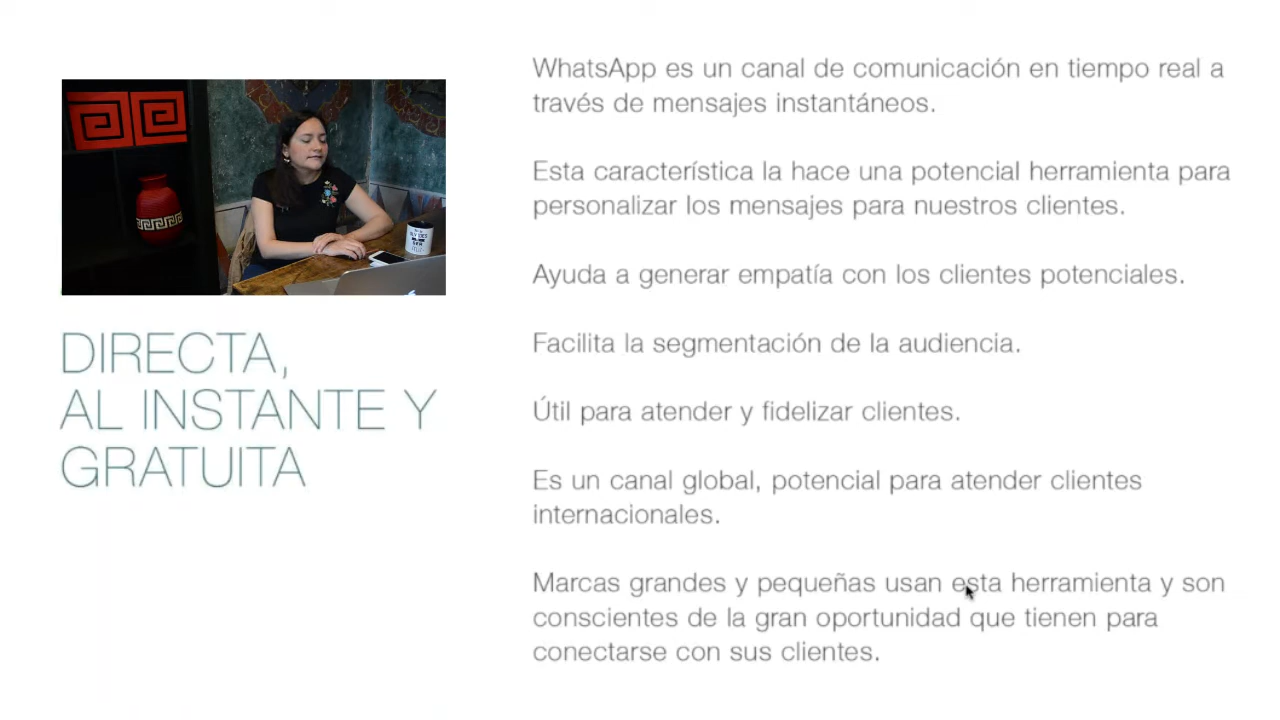 DIRECTA,
AL INSTANTE Y
GRATUITA
WhatsApp es un canal de comunicación en tiempo real a
través de mensajes instantáneos.
Esta característica la hace una potencial herramienta para
personalizar los mensajes para nuestros clientes.
Ayuda a generar empatía con los clientes potenciales.
Facilita la segmentación de la audiencia.
Útil para atender y fidelizar clientes.
Es un canal global, potencial para atender clientes
internacionales.
Marcas grandes y pequeñas usan esta herramienta y son
conscientes de la gran oportunidad que tienen para
conectarse con sus clientes.